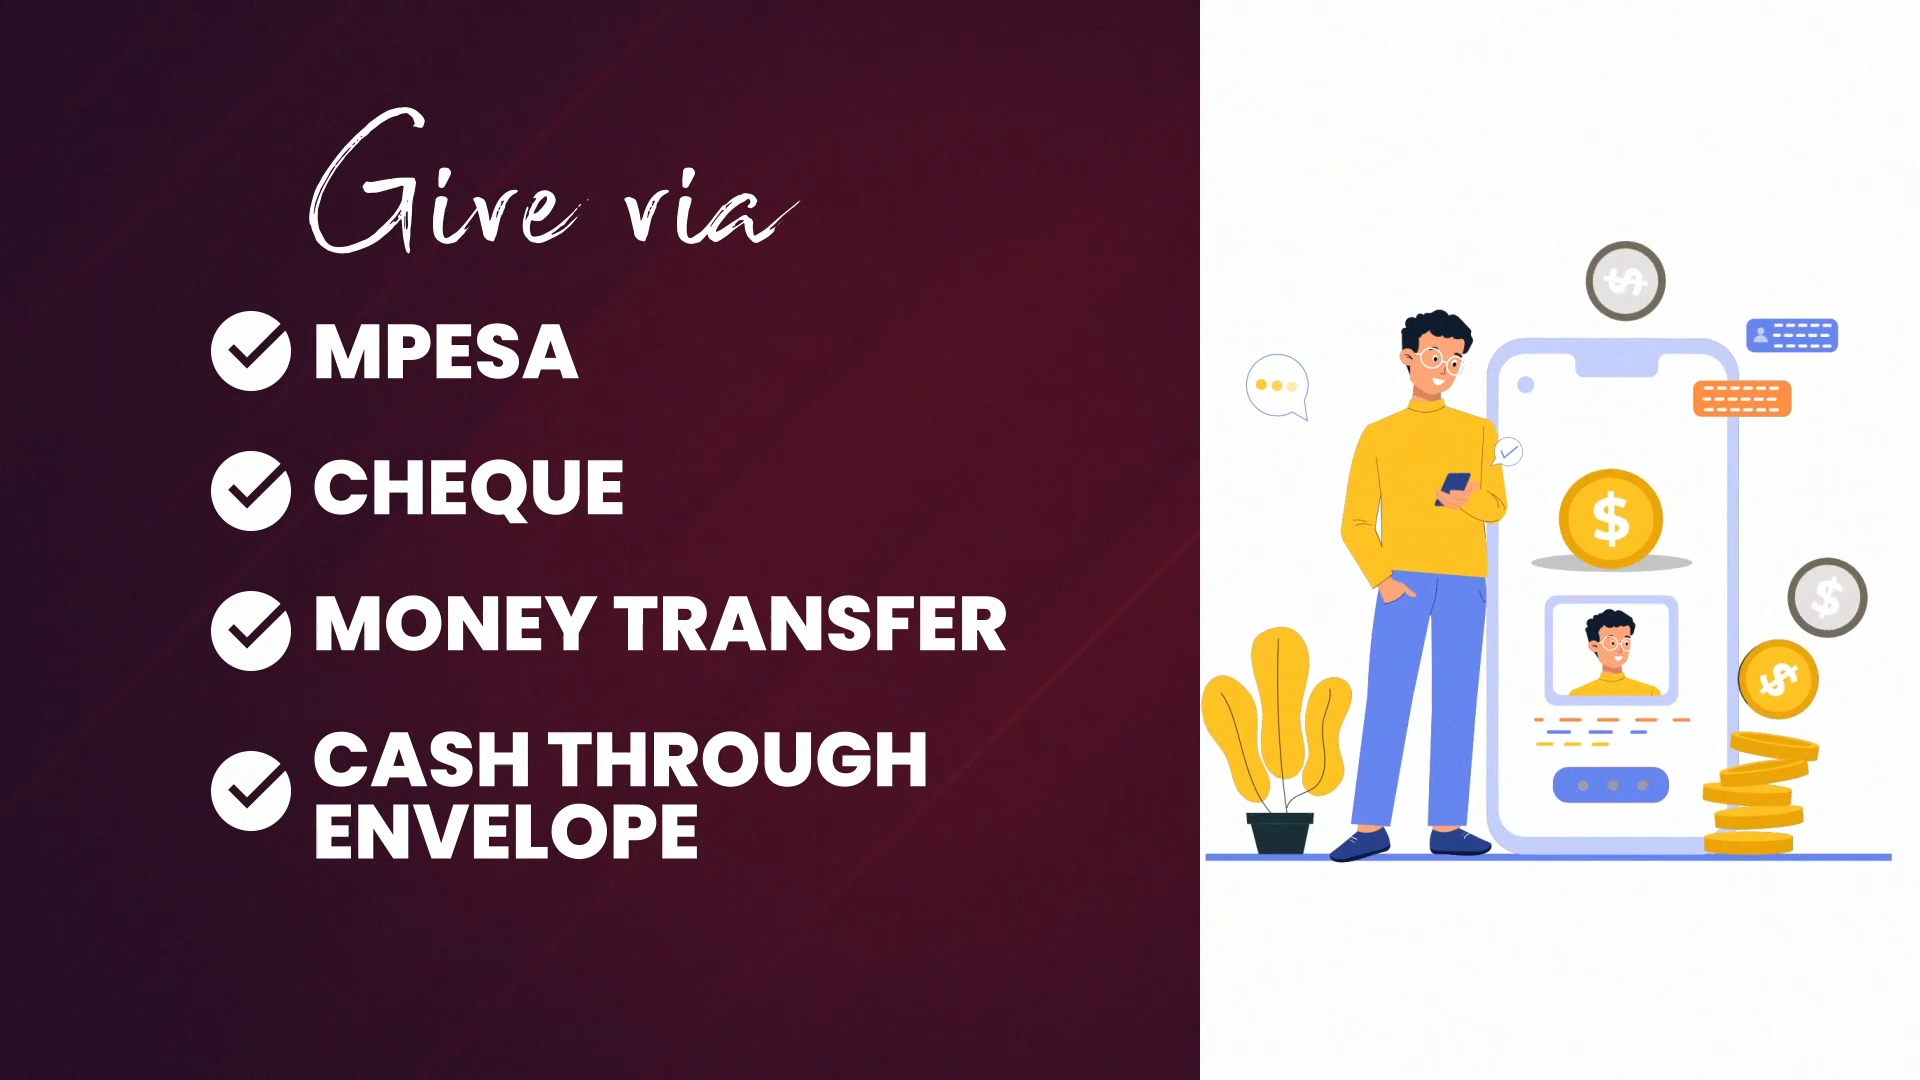 Give via
MPESA
CHEQUE
MONEY TRANSFER
CASH THROUGH
ENVELOPE
$
$
$
$